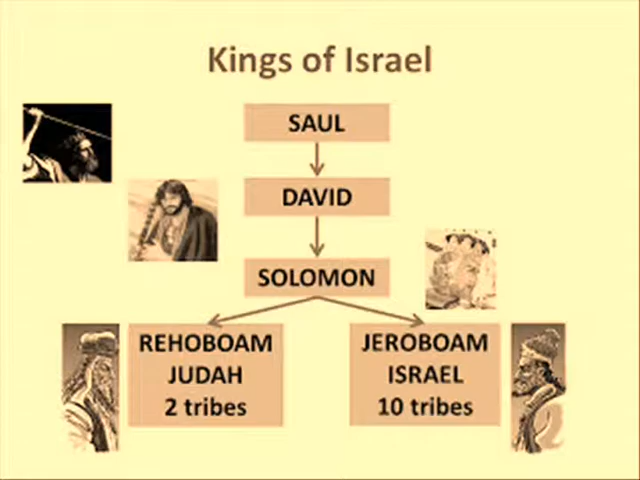 Kings of Israel
SAUL
DAVID
SOLOMON
REHOBOAM
JUDAH
2 tribes
JEROBOAM
ISRAEL
10 tribes